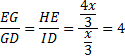 EG/GD = HE/ID = (4x/3)/(x/3) = 4